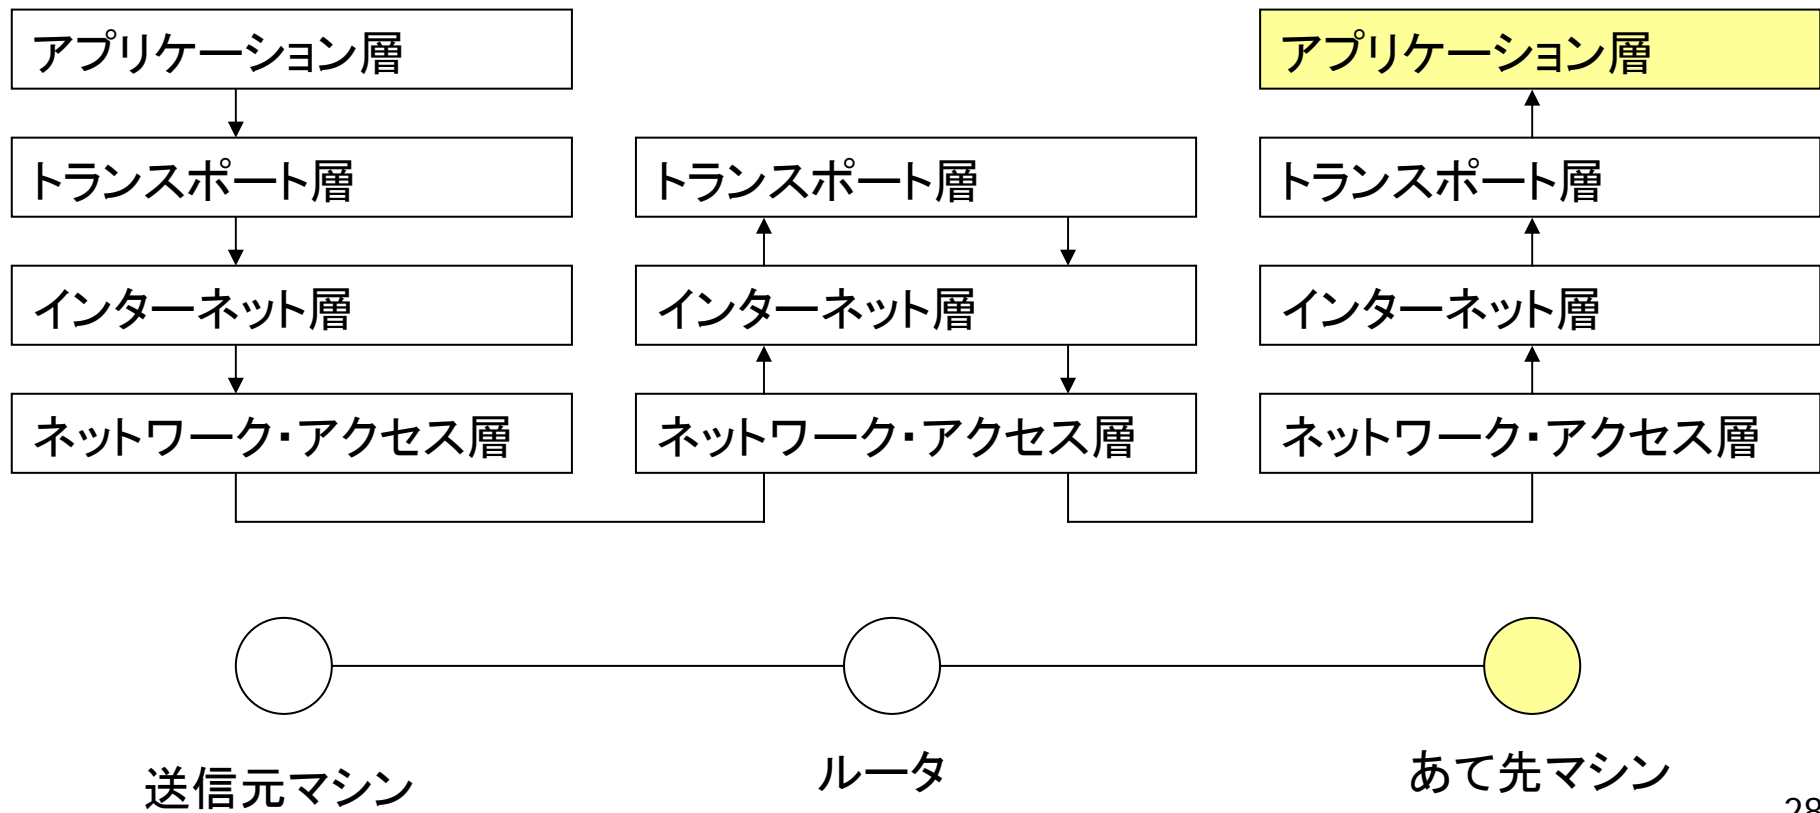 アプリケーション層
アプリケーション層
トランスポート層
トランスポート層
トランスポート層
インターネット層
インターネット層
インターネット層
ネットワーク・アクセス層
ネットワーク・アクセス層
ネットワーク・アクセス層
送信元マシン
ルータ
あて先マシン
28